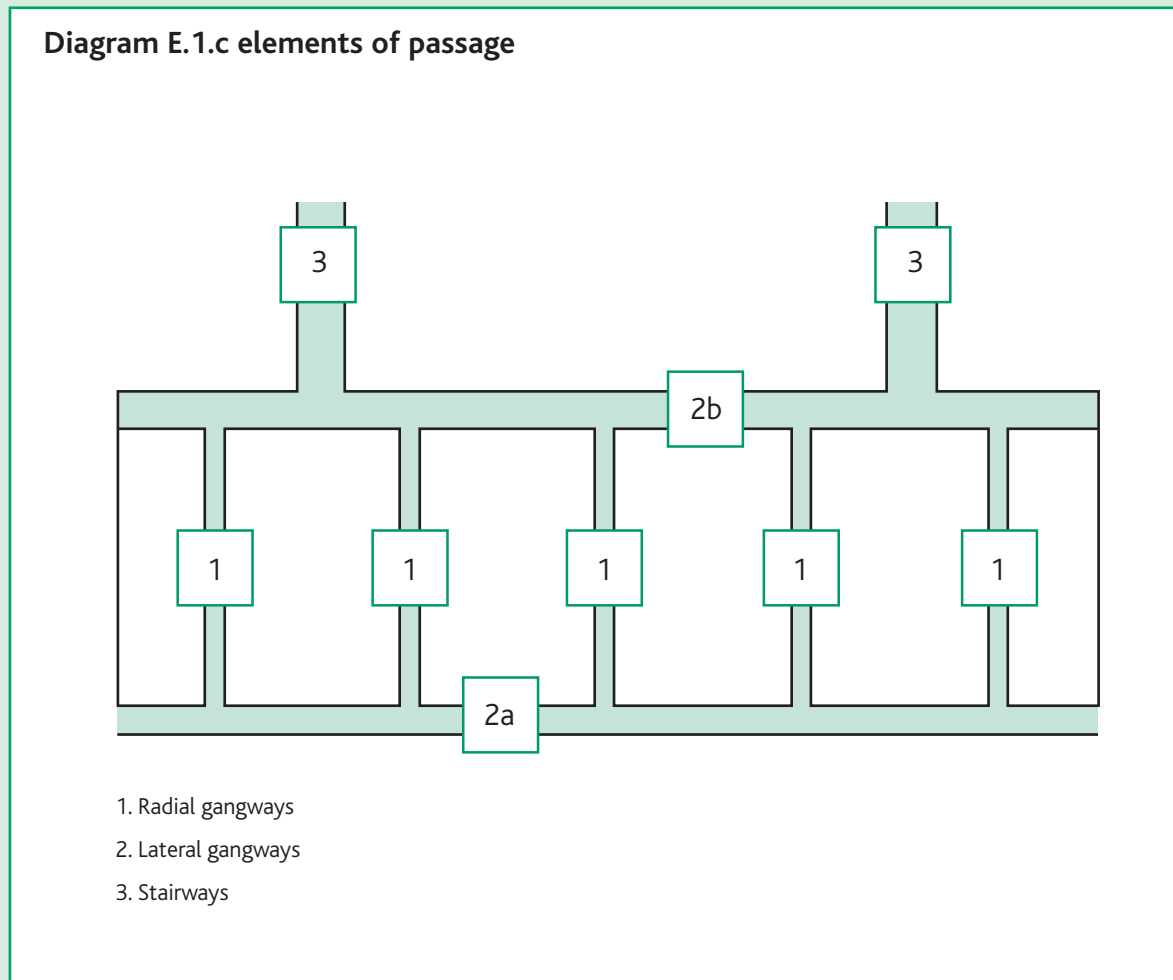 Diagram E.1.c elements of passage
3 3
2b
1 1 1 1 1
2a
1. Radial gangways
2. Lateral gangways
3. Stairways